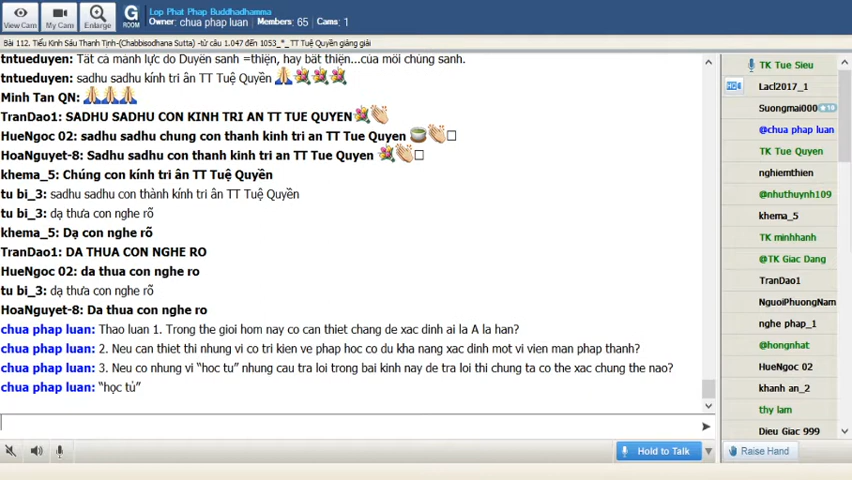 View Cam
My Cam
Enlarge
G
ROOM
Lop Phat Phap Buddhadhamma
Owner: chua phap luan Members: 65 Cams: 1
Bài 112. Tiểu Kinh Sáu Thanh Tịnh-(Chabbisodhana Sutta) -từ câu 1.047 đến 1053_*_ TT Tuệ Quyền giảng giải
tntueduyen: Tất cả mãnh lực do Duyên sanh =thiện, hay bất thiện...của mỗi chúng sanh.
tntueduyen: sadhu sadhu kính tri ân TT Tuệ Quyền
Minh Tan QN:
TranDao1: SADHU SADHU CON KINH TRI AN TT TUE QUYEN
HueNgoc 02: sadhu sadhu chung con thanh kinh tri an TT Tue Quyen
HoaNguyet-8: Sadhu sadhu con thanh kinh tri an TT Tue Quyen
khema_5: Chúng con kính tri ân TT Tuệ Quyền
tu bi_3: sadhu sadhu con thành kính tri ân TT Tuệ Quyền
tu bi_3: dạ thưa con nghe rõ
khema_5: Dạ con nghe rõ
TranDao1: DA THUA CON NGHE RO
HueNgoc 02: da thua con nghe ro
tu bi_3: dạ thưa con nghe rõ
HoaNguyet-8: Da thua con nghe ro
chua phap luan: Thao luan 1. Trong the gioi hom nay co can thiet chang de xac dinh ai la A la han?
chua phap luan: 2. Neu can thiet thi nhung vi co tri kien ve phap hoc co du kha nang xac dinh mot vi vien man phap thanh?
chua phap luan: 3. Neu co nhung vi “hoc tu” nhung cau tra loi trong bai kinh nay de tra loi thi chung ta co the xac chung the nao?
chua phap luan: “học tủ”
Hold to Talk
TK Tue Sieu
Lacl2017_1
Suongmai000
+10
@chua phap luan
TK Tue Quyen
nghiemthien
@nhuthuynh109
khema_5
TK minhhanh
@TK Giac Dang
TranDao1
NguoiPhuongNam
nghe phap_1
@hongnhat
HueNgoc 02
khanh an_2
thy lam
Dieu Giac 999
Raise Hand